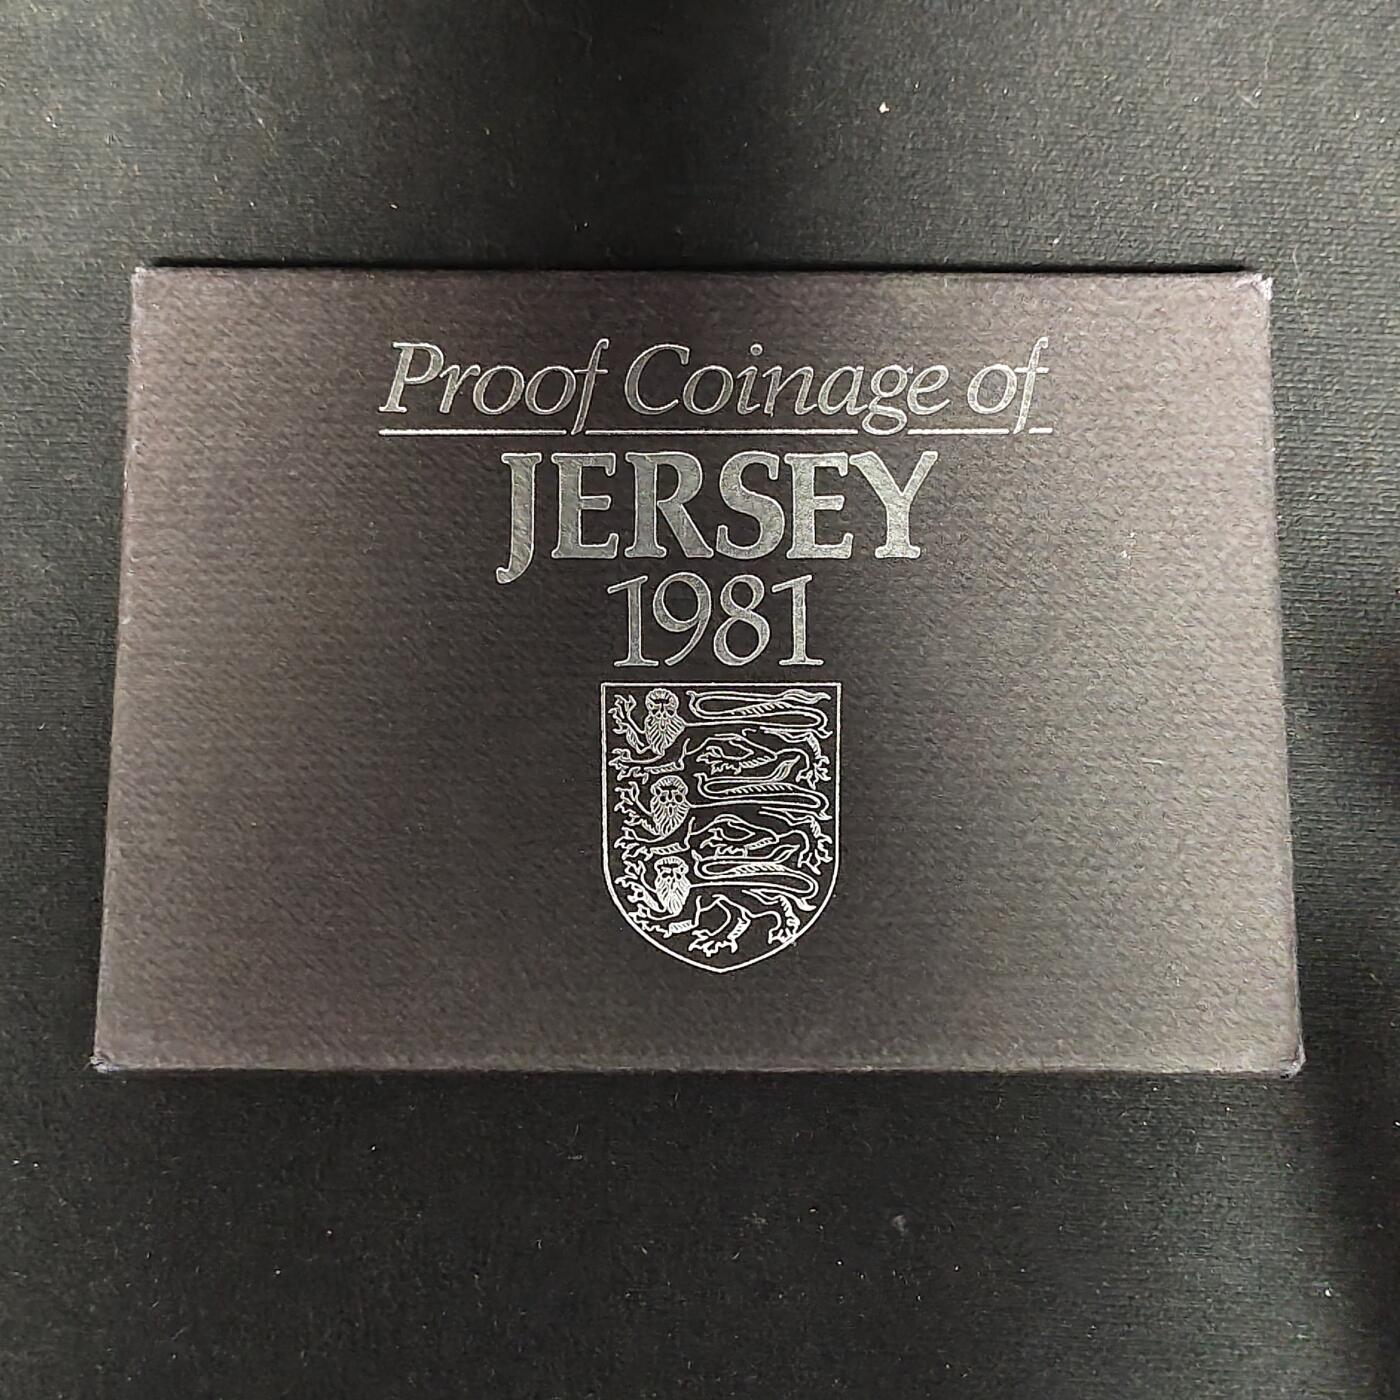 Proof Coinage of
JERSEY
1981